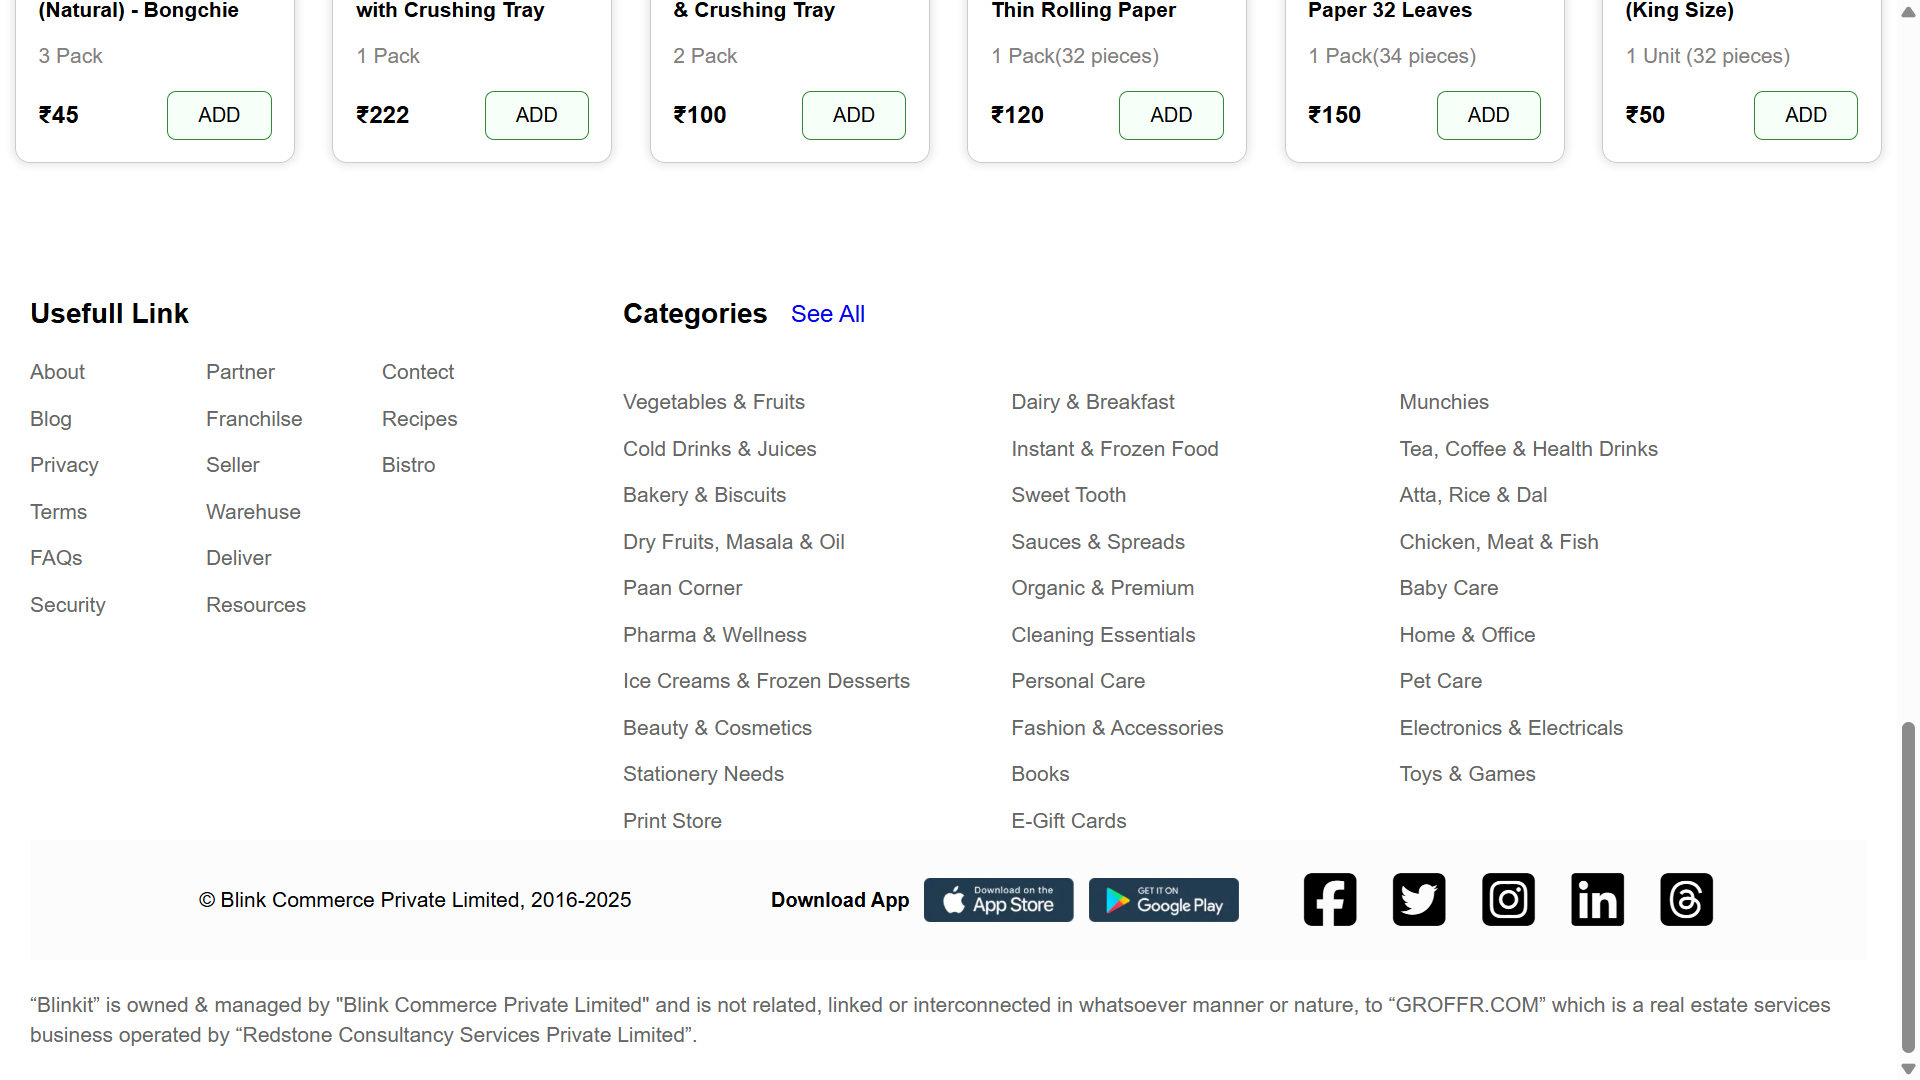 (Natural) - Bongchie
3 Pack
₹45 ADD
with Crushing Tray
1 Pack
₹222 ADD
& Crushing Tray
2 Pack
₹100 ADD
Thin Rolling Paper
1 Pack(32 pieces)
₹120 ADD
Paper 32 Leaves
1 Pack(34 pieces)
₹150 ADD
(King Size)
1 Unit (32 pieces)
₹50 ADD
Usefull Link
About
Blog
Privacy
Terms
FAQs
Security
Partner
Franchilse
Seller
Warehuse
Deliver
Resources
Contect
Recipes
Bistro
Categories See All
Vegetables & Fruits
Cold Drinks & Juices
Bakery & Biscuits
Dry Fruits, Masala & Oil
Paan Corner
Pharma & Wellness
Ice Creams & Frozen Desserts
Beauty & Cosmetics
Stationery Needs
Print Store
Dairy & Breakfast
Instant & Frozen Food
Sweet Tooth
Sauces & Spreads
Organic & Premium
Cleaning Essentials
Personal Care
Fashion & Accessories
Books
E-Gift Cards
Munchies
Tea, Coffee & Health Drinks
Atta, Rice & Dal
Chicken, Meat & Fish
Baby Care
Home & Office
Pet Care
Electronics & Electricals
Toys & Games
© Blink Commerce Private Limited, 2016-2025
Download App
Download on the
App Store
GET IT ON
Google Play
“Blinkit” is owned & managed by "Blink Commerce Private Limited" and is not related, linked or interconnected in whatsoever manner or nature, to “GROFFR.COM” which is a real estate services
business operated by “Redstone Consultancy Services Private Limited”.